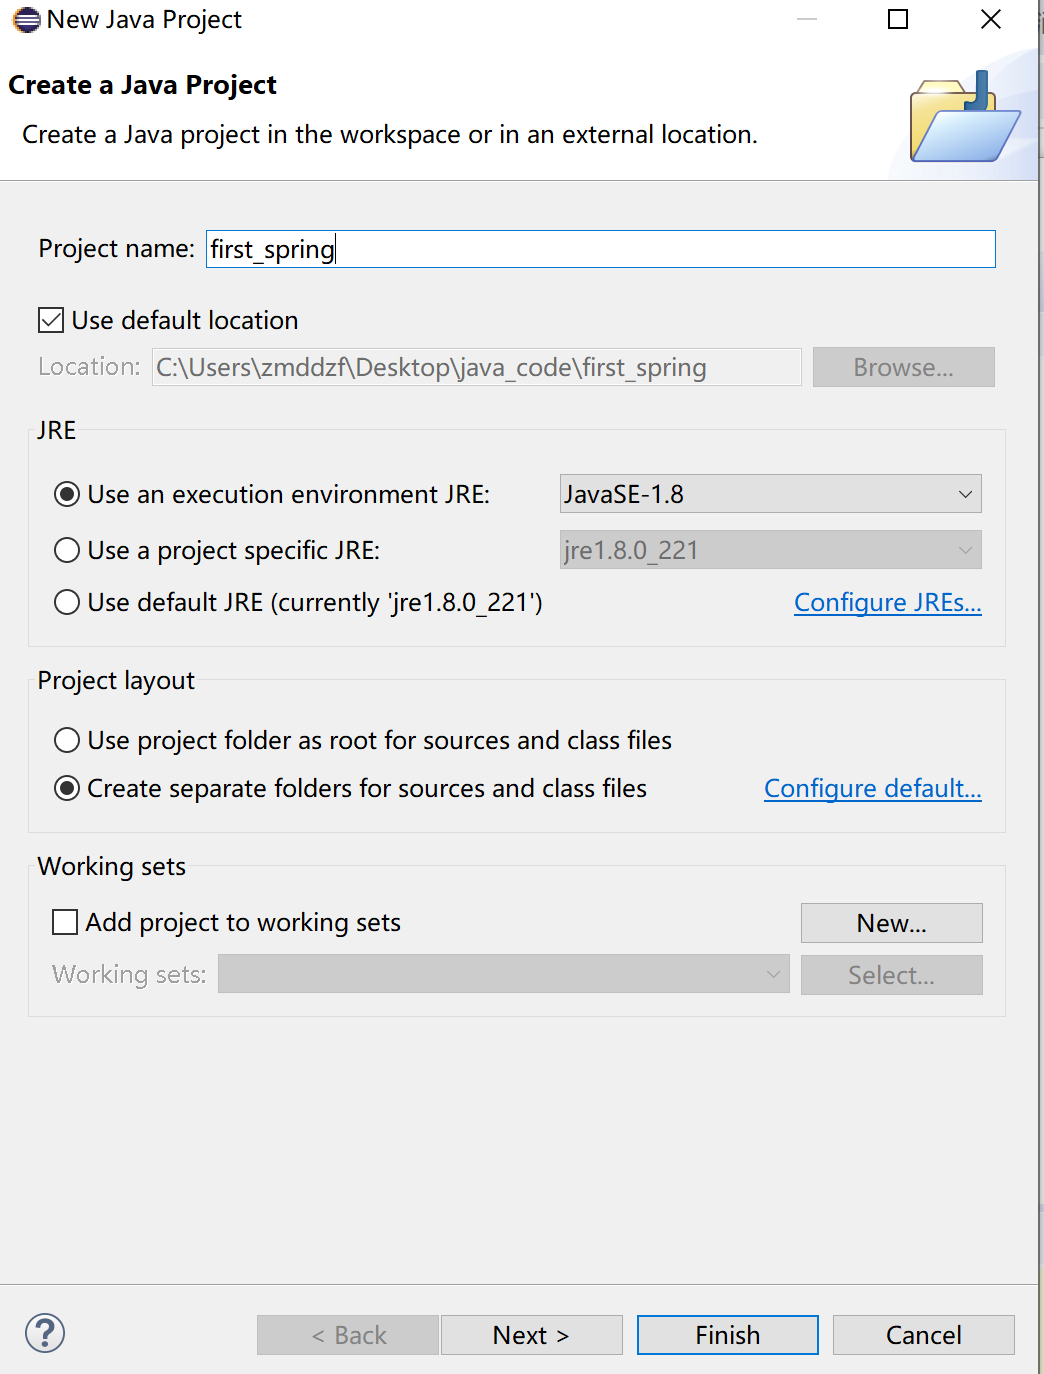 New Java Project
Create a Java Project
Create a Java project in the workspace or in an external location.
Project name: first_spring
Use default location
Location: C:\Users\zmddzf\Desktop\java_code\first_spring Browse...
JRE
Use an execution environment JRE: JavaSE-1.8
Use a project specific JRE: jre1.8.0_221
Use default JRE (currently 'jre1.8.0_221') Configure JREs...
Project layout
Use project folder as root for sources and class files
Create separate folders for sources and class files Configure default...
Working sets
Add project to working sets New...
Working sets: Select...
? < Back Next > Finish Cancel